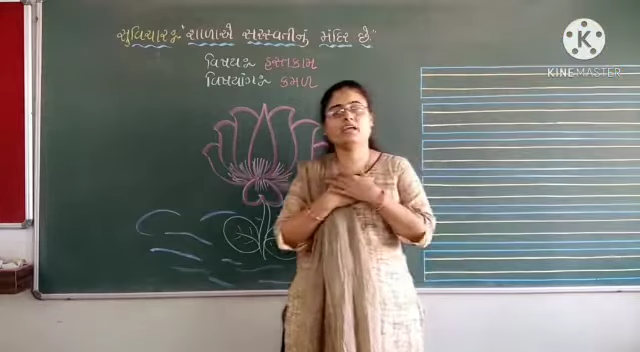 સુવિચાર:- "શાળાએ સરસ્વતીનું મંદિર છે."
વિષય:- હસ્તકામ
વિષયાંગ:- કમળ
KINEMASTER